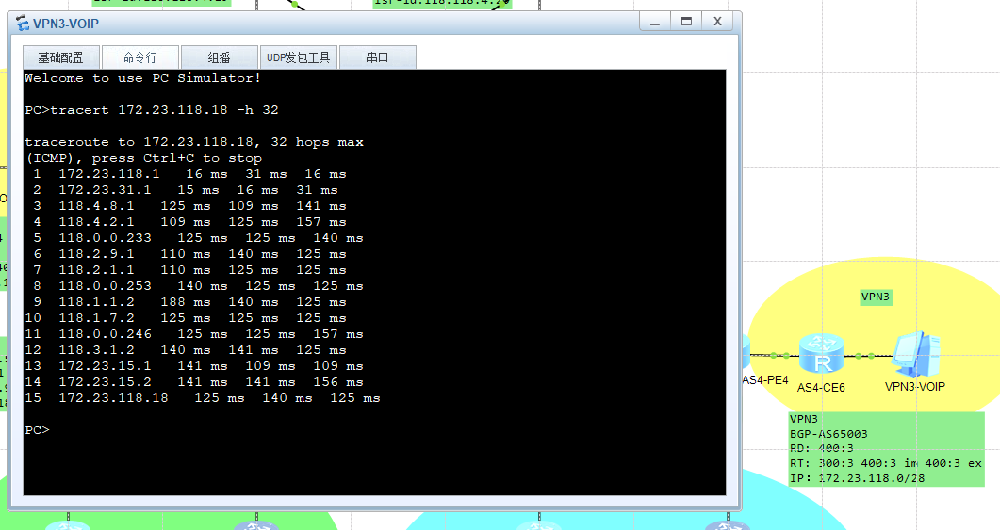 VPN3-VOIP
基础配置 命令行 组播 UDP发包工具 串口
Welcome to use PC Simulator!
PC>tracert 172.23.118.18 -h 32
traceroute to 172.23.118.18, 32 hops max
(ICMP), press Ctrl+C to stop
1 172.23.118.1 16 ms 31 ms 16 ms
2 172.23.31.1 15 ms 16 ms 31 ms
3 118.4.8.1 125 ms 109 ms 141 ms
4 118.4.2.1 109 ms 125 ms 157 ms
5 118.0.0.233 125 ms 125 ms 140 ms
6 118.2.9.1 110 ms 140 ms 125 ms
7 118.2.1.1 110 ms 125 ms 125 ms
8 118.0.0.253 140 ms 125 ms 125 ms
9 118.1.1.2 188 ms 140 ms 125 ms
10 118.1.7.2 125 ms 125 ms 125 ms
11 118.0.0.246 125 ms 125 ms 157 ms
12 118.3.1.2 140 ms 141 ms 125 ms
13 172.23.15.1 141 ms 109 ms 109 ms
14 172.23.15.2 141 ms 141 ms 156 ms
15 172.23.118.18 125 ms 140 ms 125 ms
PC>
VPN3
R
AS4-PE4
AS4-CE6
VPN3-VOIP
VPN3
BGP-AS65003
RD: 400:3
RT: 300:3 400:3 im 400:3 ex
IP: 172.23.118.0/28